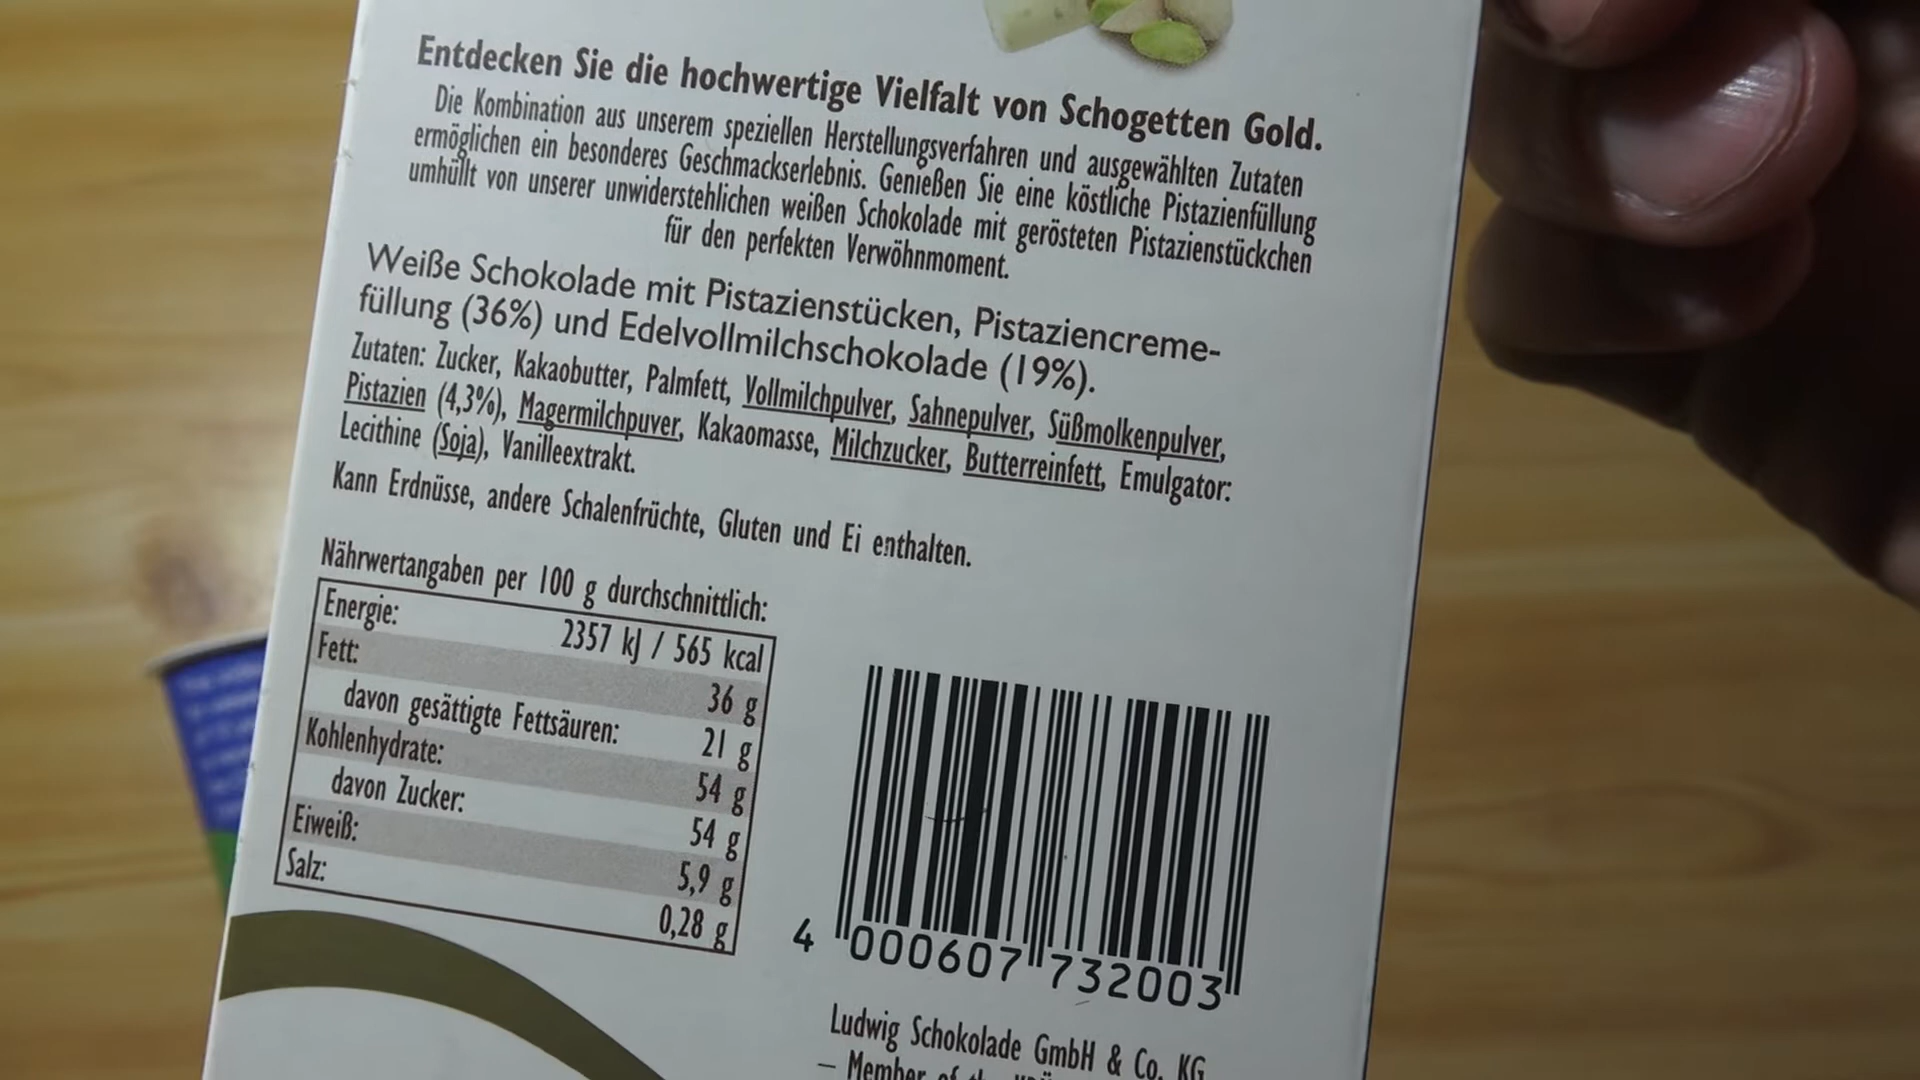 Entdecken Sie die hochwertige Vielfalt von Schogetten Gold.
Die Kombination aus unserem speziellen Herstellungsverfahren und ausgewählten Zutaten
ermöglichen ein besonderes Geschmackserlebnis. Genießen Sie eine köstliche Pistazienfüllung
umhüllt von unserer unwiderstehlichen weißen Schokolade mit gerösteten Pistazienstückchen
für den perfekten Verwöhnmoment.
Weiße Schokolade mit Pistazienstücken, Pistaziencreme-
füllung (36%) und Edelvollmilchschokolade (19%).
Zutaten: Zucker, Kakaobutter, Palmfett, Vollmilchpulver, Sahnepulver, Süßmolkenpulver,
Pistazien (4,3%), Magermilchpuver, Kakaomasse, Milchzucker, Butterreinfett, Emulgator:
Lecithine (Soja), Vanilleextrakt.
Kann Erdnüsse, andere Schalenfrüchte, Gluten und Ei enthalten.
Nährwertangaben per 100 g durchschnittlich:
Energie: 2357 kJ / 565 kcal
Fett: 36 g
davon gesättigte Fettsäuren: 21 g
Kohlenhydrate: 54 g
davon Zucker: 54 g
Eiweiß: 5,9 g
Salz: 0,28 g
4 000607 732003
Ludwig Schokolade GmbH & Co. KG
– Member of